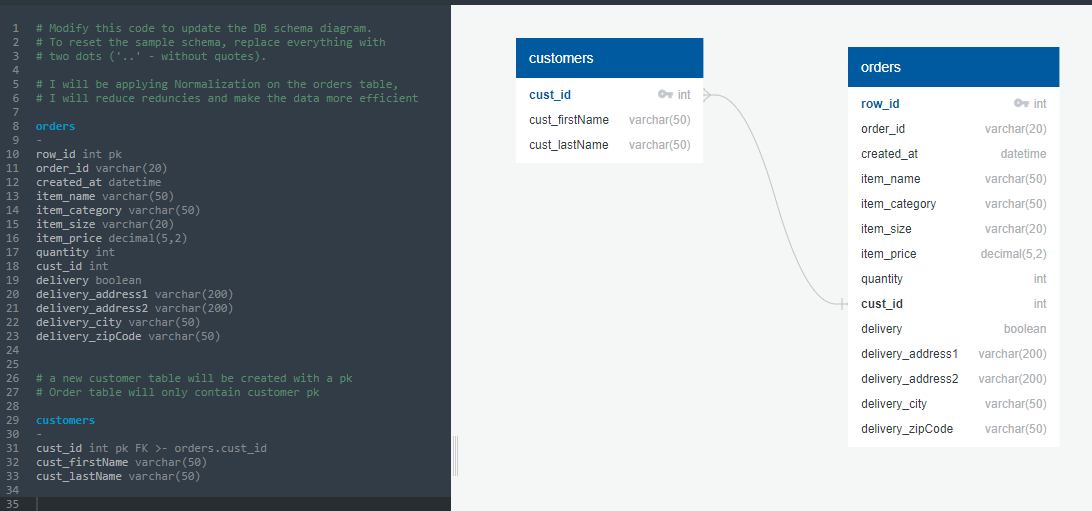 1 # Modify this code to update the DB schema diagram.
2 # To reset the sample schema, replace everything with
3 # two dots ('..' - without quotes).
4
5 # I will be applying Normalization on the orders table,
6 # I will reduce reduncies and make the data more efficient
7
8 orders
9 -
10 row_id int pk
11 order_id varchar(20)
12 created_at datetime
13 item_name varchar(50)
14 item_category varchar(50)
15 item_size varchar(20)
16 item_price decimal(5,2)
17 quantity int
18 cust_id int
19 delivery boolean
20 delivery_address1 varchar(200)
21 delivery_address2 varchar(200)
22 delivery_city varchar(50)
23 delivery_zipCode varchar(50)
24
25
26 # a new customer table will be created with a pk
27 # Order table will only contain customer pk
28
29 customers
30 -
31 cust_id int pk FK >- orders.cust_id
32 cust_firstName varchar(50)
33 cust_lastName varchar(50)
34
35
customers
cust_id int
cust_firstName varchar(50)
cust_lastName varchar(50)
orders
row_id int
order_id varchar(20)
created_at datetime
item_name varchar(50)
item_category varchar(50)
item_size varchar(20)
item_price decimal(5,2)
quantity int
cust_id int
delivery boolean
delivery_address1 varchar(200)
delivery_address2 varchar(200)
delivery_city varchar(50)
delivery_zipCode varchar(50)